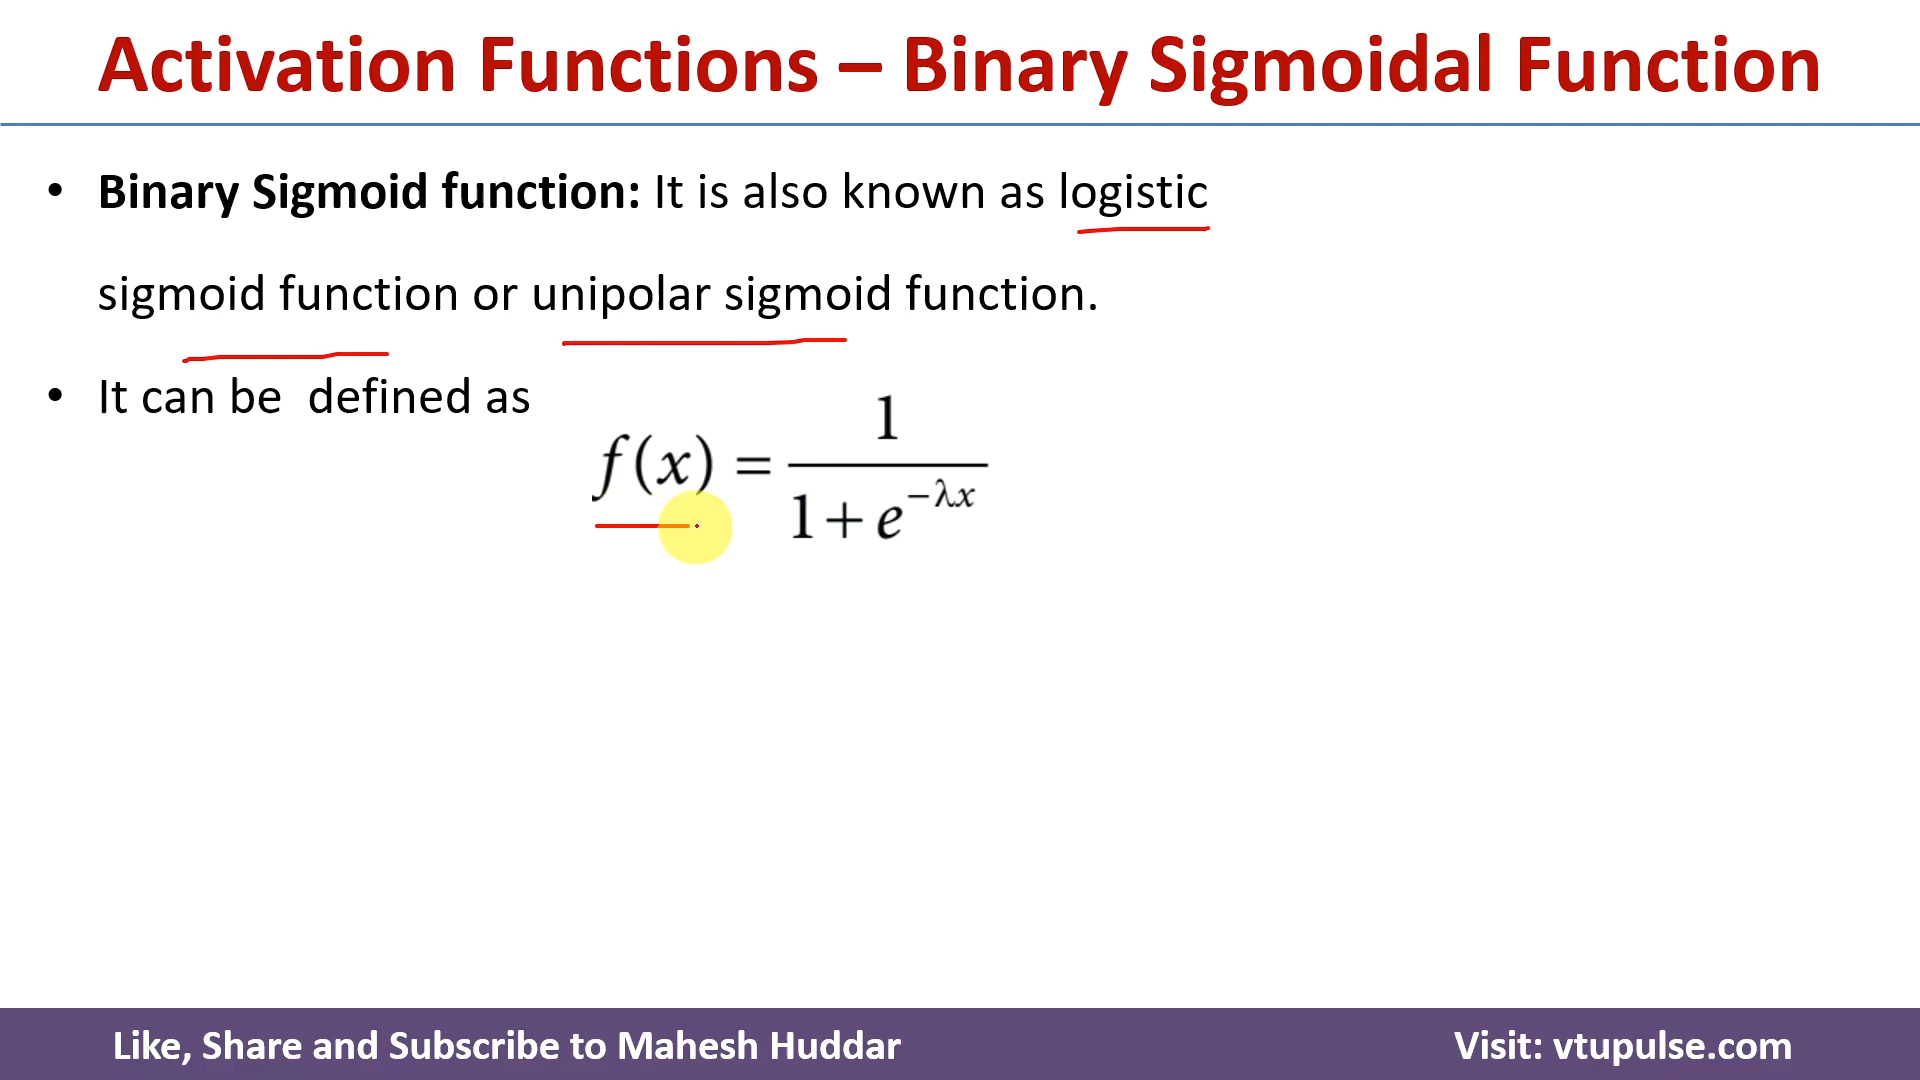 Activation Functions – Binary Sigmoidal Function
• Binary Sigmoid function: It is also known as logistic
sigmoid function or unipolar sigmoid function.
• It can be  defined as
f(x) = 1 / (1 + e^{-λx})
Like, Share and Subscribe to Mahesh Huddar
Visit: vtupulse.com